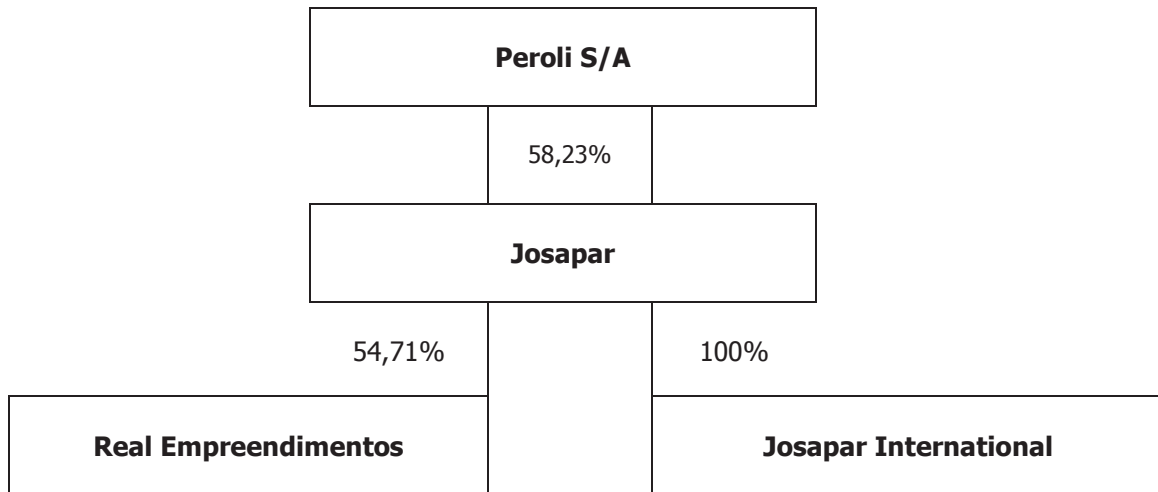 Peroli S/A
58,23%
Josapar
54,71%
100%
Real Empreendimentos
Josapar International